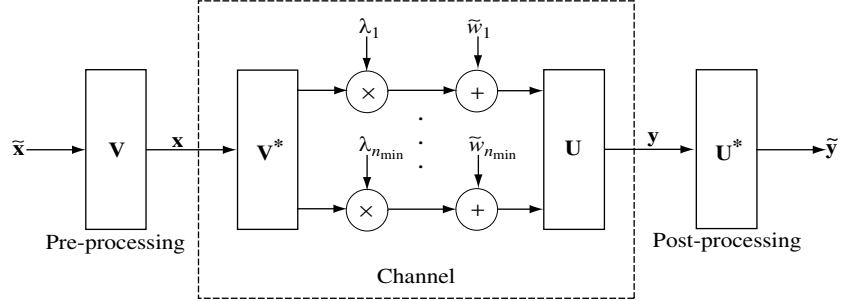 λ1
w̃1
×
+
x̃
V
x
V*
λnmin
w̃nmin
U
y
U*
ỹ
×
+
Pre-processing
Post-processing
Channel